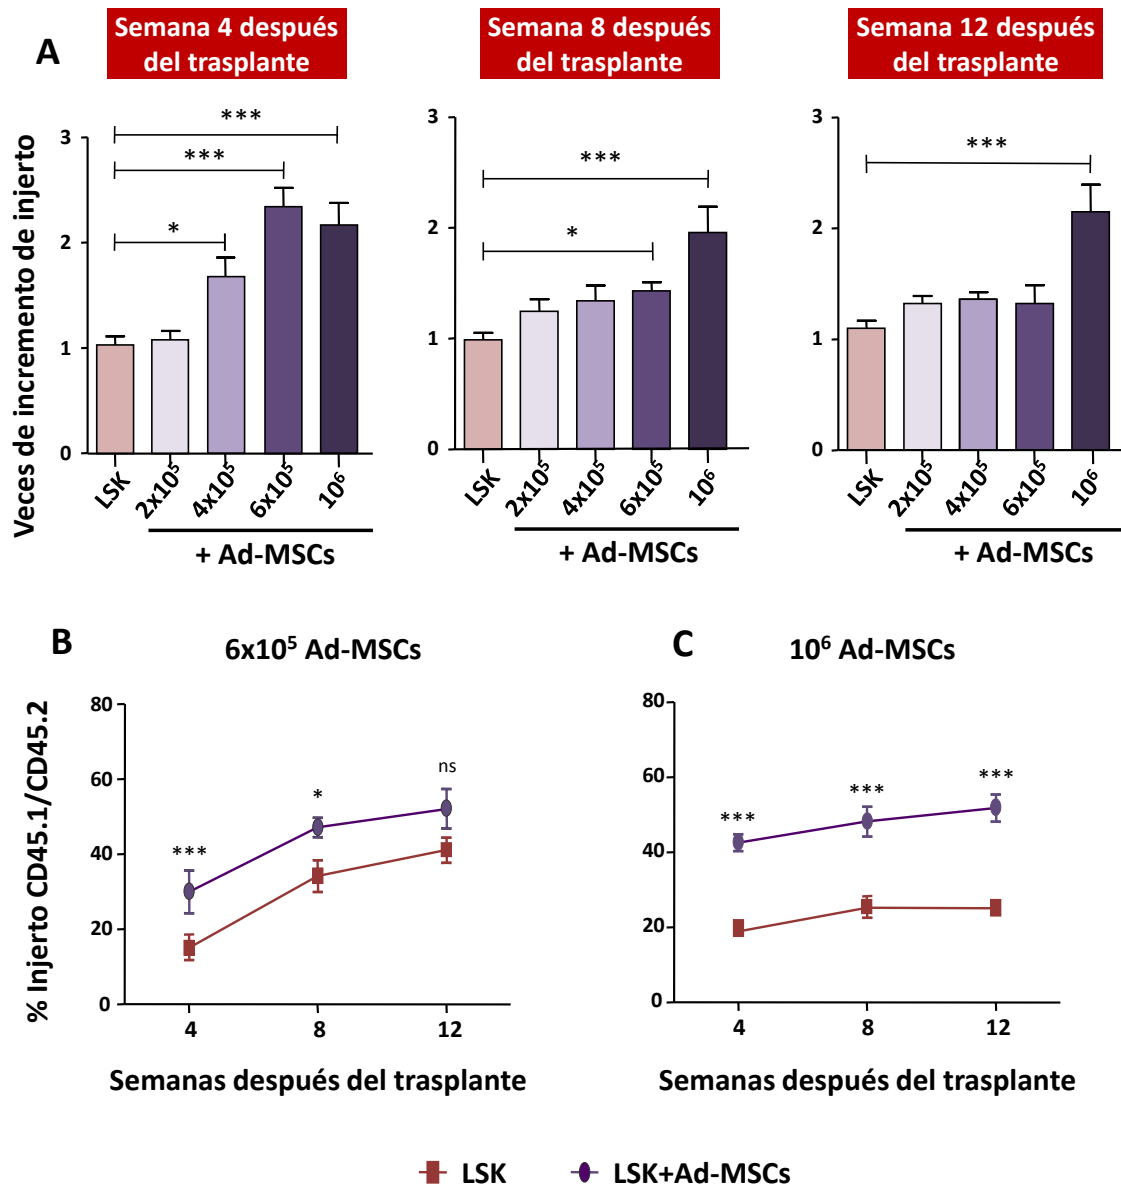 A
Semana 4 después
del trasplante
Semana 8 después
del trasplante
Semana 12 después
del trasplante
Veces de incremento de injerto
3
2
1
0
***
***
*
LSK
2x10⁵
4x10⁵
6x10⁵
10⁶
+ Ad-MSCs
3
2
1
0
***
*
LSK
2x10⁵
4x10⁵
6x10⁵
10⁶
+ Ad-MSCs
3
2
1
0
***
LSK
2x10⁵
4x10⁵
6x10⁵
10⁶
+ Ad-MSCs
B
6x10⁵ Ad-MSCs
% Injerto CD45.1/CD45.2
80
60
40
20
0
***
*
ns
4
8
12
Semanas después del trasplante
C
10⁶ Ad-MSCs
80
60
40
20
0
***
***
***
4
8
12
Semanas después del trasplante
LSK
LSK+Ad-MSCs